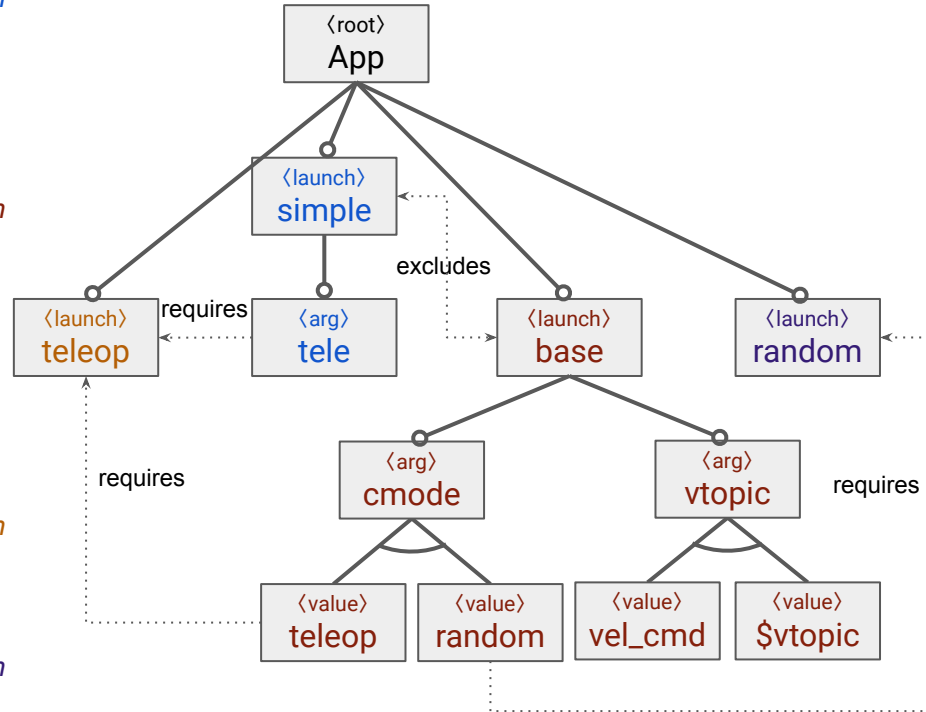 〈root〉
App
〈launch〉
simple
excludes
〈launch〉
teleop
requires
〈arg〉
tele
〈launch〉
base
〈launch〉
random
〈arg〉
cmode
〈arg〉
vtopic
requires
requires
〈value〉
teleop
〈value〉
random
〈value〉
vel_cmd
〈value〉
$vtopic